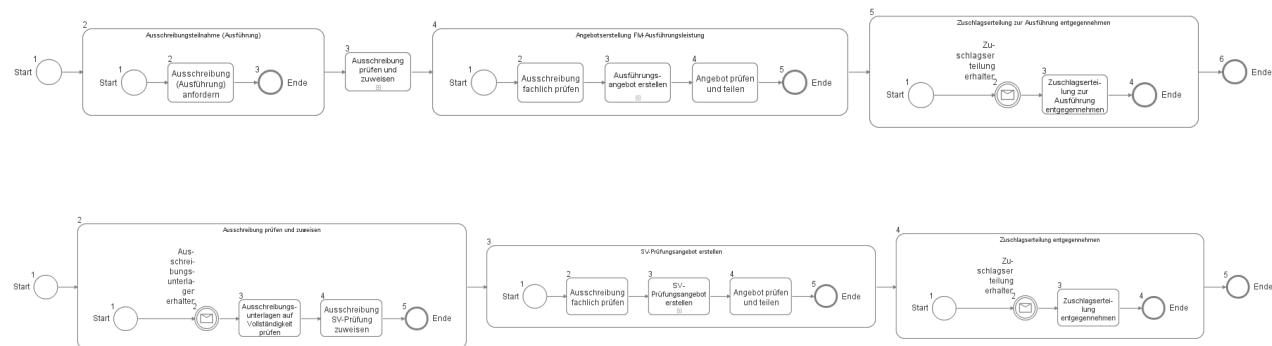 2
Ausschreibungsteilnahme (Ausführung)
1
Start
1
Start
2
Ausschreibung
(Ausführung)
anfordern
3
Ende
3
Ausschreibung
prüfen und
zuweisen
4
Angebotserstellung FM-Ausführungsleistung
1
Start
2
Ausschreibung
fachlich prüfen
3
Ausführungs-
angebot erstellen
4
Angebot prüfen
und teilen
5
Ende
5
Zuschlagserteilung zur Ausführung entgegennehmen
1
Start
Zu-
schlagser
teilung
erhalter
2
3
Zuschlagsertei-
lung zur
Ausführung
entgegennehmen
4
Ende
6
Ende
1
Start
2
Ausschreibung prüfen und zuweisen
1
Start
Aus-
schrei-
bungs-
unterlager
erhalter
2
3
Ausschreibungs-
unterlagen auf
Vollständigkeit
prüfen
4
Ausschreibung
SV-Prüfung
zuweisen
5
Ende
3
SV-Prüfungsangebot erstellen
1
Start
2
Ausschreibung
fachlich prüfen
3
SV-
Prüfungsangebot
erstellen
4
Angebot prüfen
und teilen
5
Ende
4
Zuschlagserteilung entgegennehmen
1
Start
Zu-
schlagser
teilung
erhalter
2
3
Zuschlagsertei-
lung
entgegennehmen
4
Ende
5
Ende